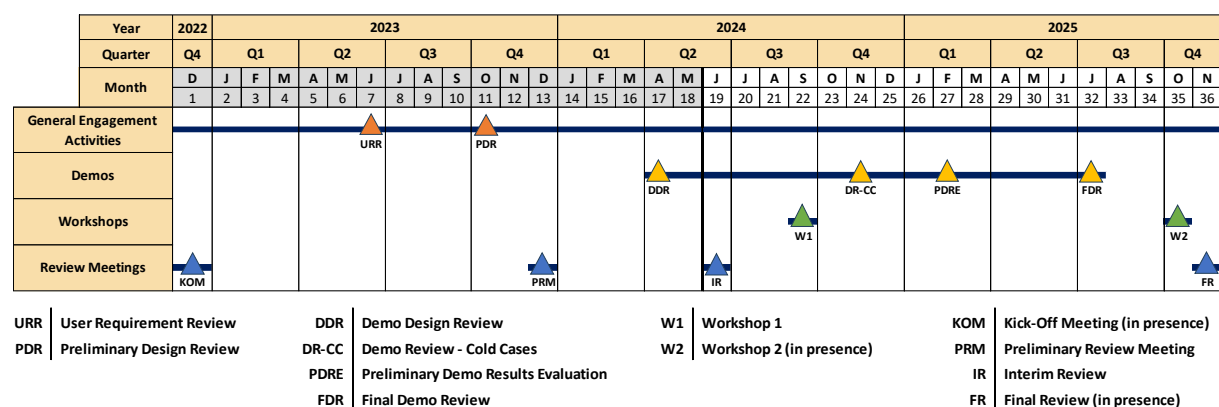 Year 2022 2023 2024 2025
Quarter Q4 Q1 Q2 Q3 Q4 Q1 Q2 Q3 Q4 Q1 Q2 Q3 Q4
Month
D J F M A M J J A S O N D J F M A M J J A S O N D J F M A M J J A S O N
1 2 3 4 5 6 7 8 9 10 11 12 13 14 15 16 17 18 19 20 21 22 23 24 25 26 27 28 29 30 31 32 33 34 35 36
General Engagement
Activities
URR PDR
Demos
DDR DR-CC PDRE FDR
Workshops
W1 W2
Review Meetings
KOM PRM IR FR
URR User Requirement Review DDR Demo Design Review W1 Workshop 1 KOM Kick-Off Meeting (in presence)
PDR Preliminary Design Review DR-CC Demo Review - Cold Cases W2 Workshop 2 (in presence) PRM Preliminary Review Meeting
PDRE Preliminary Demo Results Evaluation IR Interim Review
FDR Final Demo Review FR Final Review (in presence)